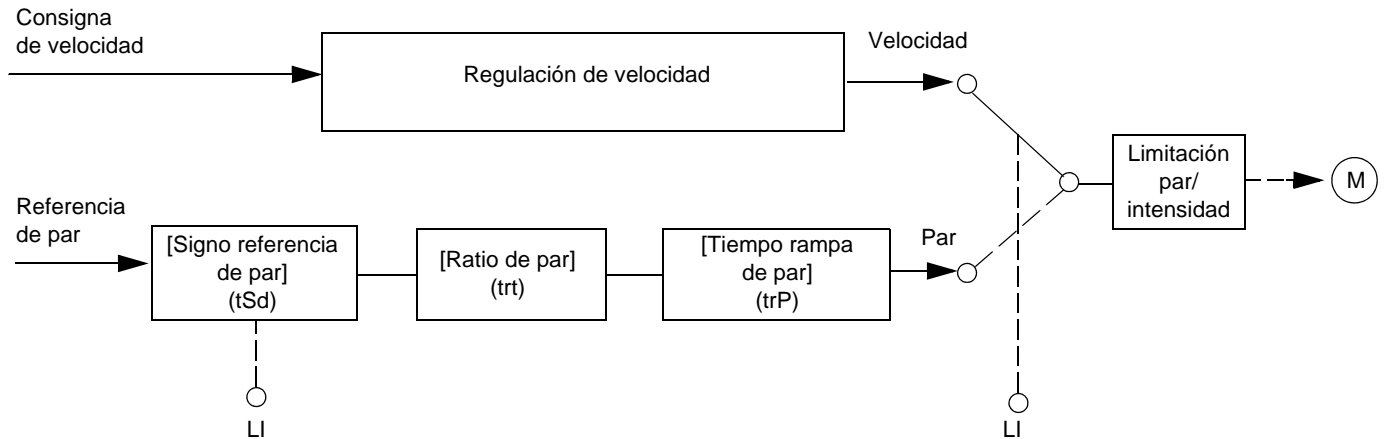 Consigna
de velocidad
Regulación de velocidad
Velocidad
Limitación
par/
intensidad
M
Referencia
de par
[Signo referencia
de par]
(tSd)
[Ratio de par]
(trt)
[Tiempo rampa
de par]
(trP)
Par
LI
LI